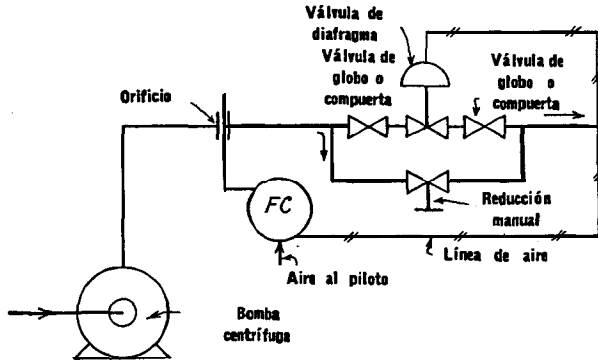 Válvula de
diafragma
Válvula de
globo o
compuerta
Válvula de
globo o
compuerta
Orificio
FC
Reducción
manual
Línea de aire
Aire al piloto
Bomba
centrífuga